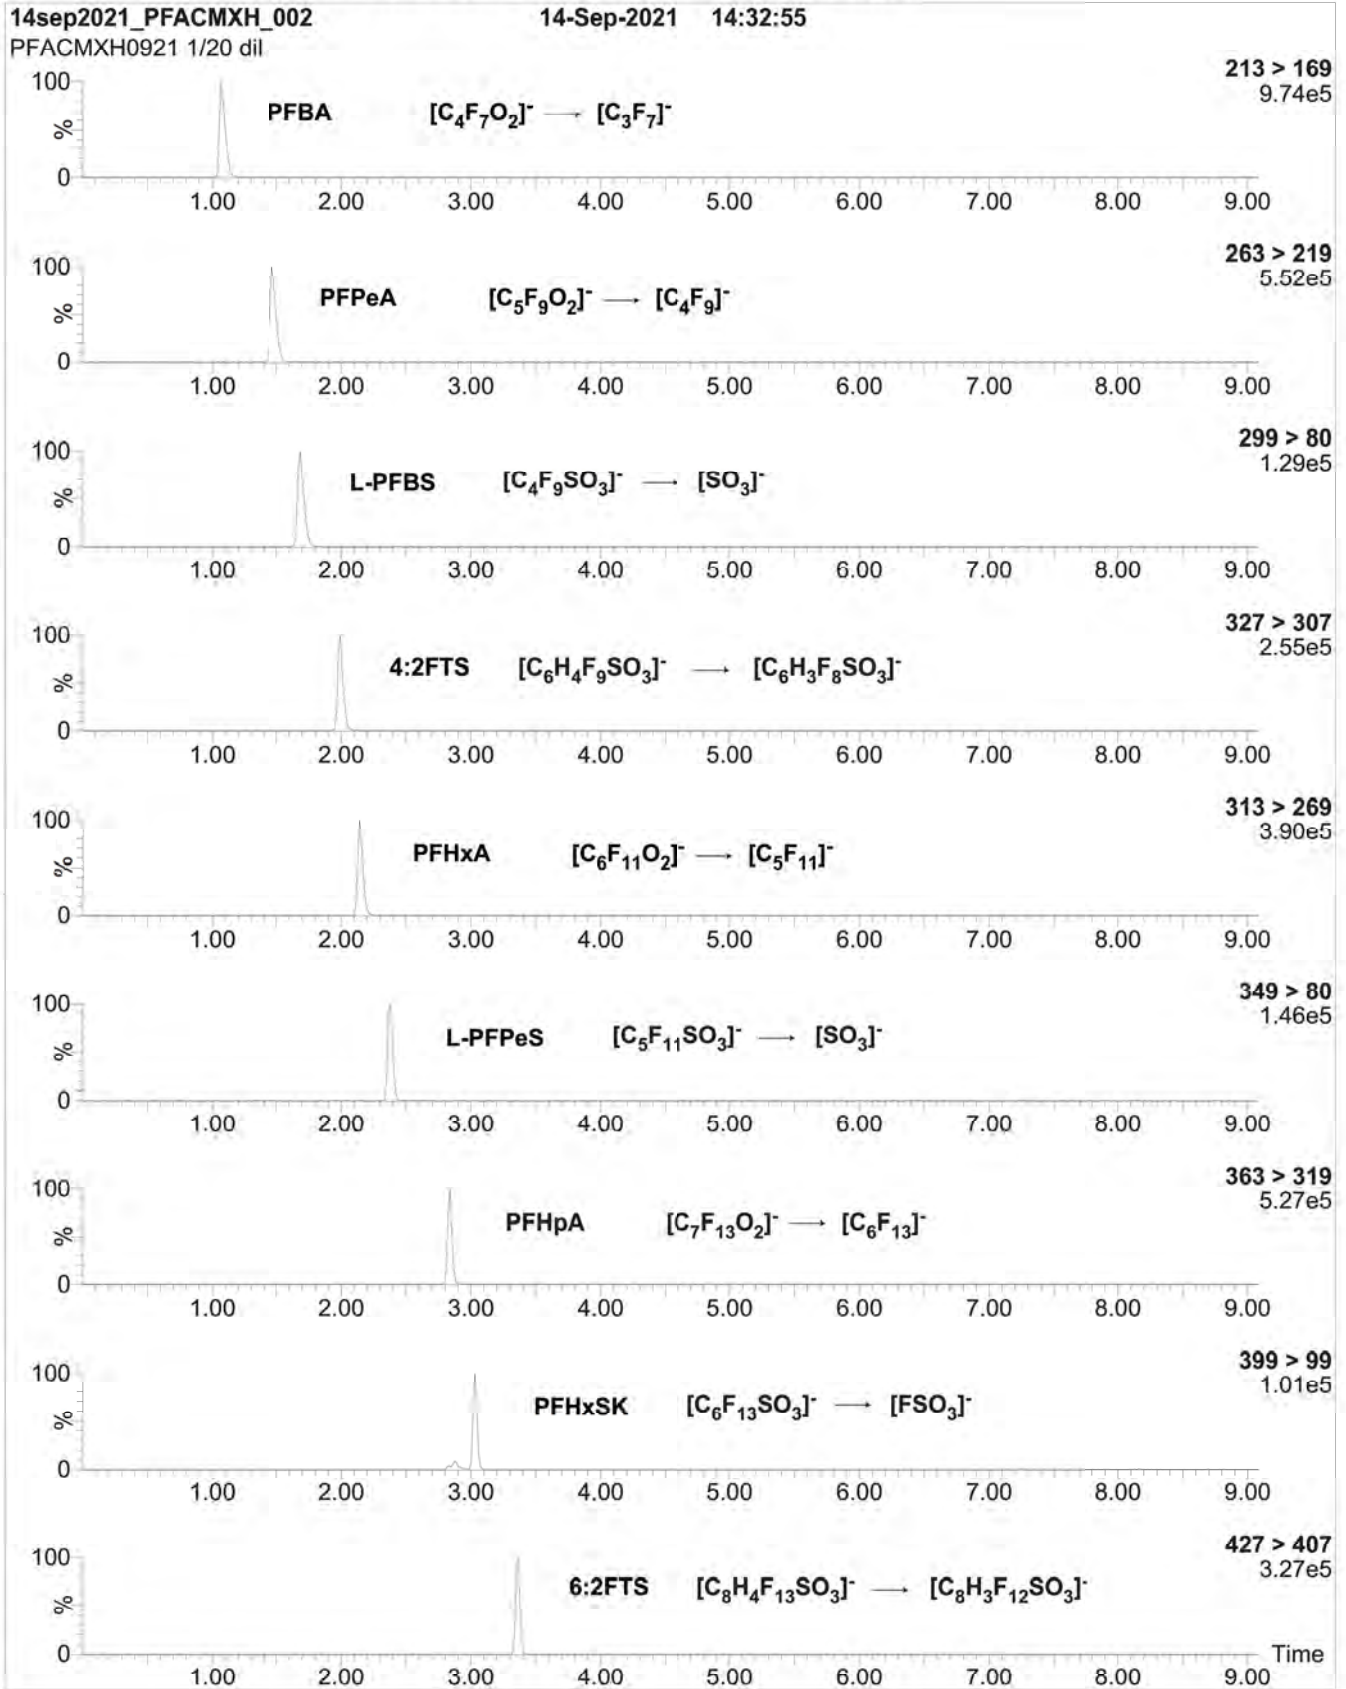 14sep2021_PFACMXH_002 14-Sep-2021 14:32:55
PFACMXH0921 1/20 dil
213 > 169
9.74e5
100
%
0
PFBA [C₄F₇O₂]⁻ → [C₃F₇]⁻
1.00 2.00 3.00 4.00 5.00 6.00 7.00 8.00 9.00
263 > 219
5.52e5
100
%
0
PFPeA [C₅F₉O₂]⁻ → [C₄F₉]⁻
1.00 2.00 3.00 4.00 5.00 6.00 7.00 8.00 9.00
299 > 80
1.29e5
100
%
0
L-PFBS [C₄F₉SO₃]⁻ → [SO₃]⁻
1.00 2.00 3.00 4.00 5.00 6.00 7.00 8.00 9.00
327 > 307
2.55e5
100
%
0
4:2FTS [C₆H₄F₉SO₃]⁻ → [C₆H₃F₈SO₃]⁻
1.00 2.00 3.00 4.00 5.00 6.00 7.00 8.00 9.00
313 > 269
3.90e5
100
%
0
PFHxA [C₆F₁₁O₂]⁻ → [C₅F₁₁]⁻
1.00 2.00 3.00 4.00 5.00 6.00 7.00 8.00 9.00
349 > 80
1.46e5
100
%
0
L-PFPeS [C₅F₁₁SO₃]⁻ → [SO₃]⁻
1.00 2.00 3.00 4.00 5.00 6.00 7.00 8.00 9.00
363 > 319
5.27e5
100
%
0
PFHpA [C₇F₁₃O₂]⁻ → [C₆F₁₃]⁻
1.00 2.00 3.00 4.00 5.00 6.00 7.00 8.00 9.00
399 > 99
1.01e5
100
%
0
PFHxSK [C₆F₁₃SO₃]⁻ → [FSO₃]⁻
1.00 2.00 3.00 4.00 5.00 6.00 7.00 8.00 9.00
427 > 407
3.27e5
100
%
0
6:2FTS [C₈H₄F₁₃SO₃]⁻ → [C₈H₃F₁₂SO₃]⁻
Time
1.00 2.00 3.00 4.00 5.00 6.00 7.00 8.00 9.00